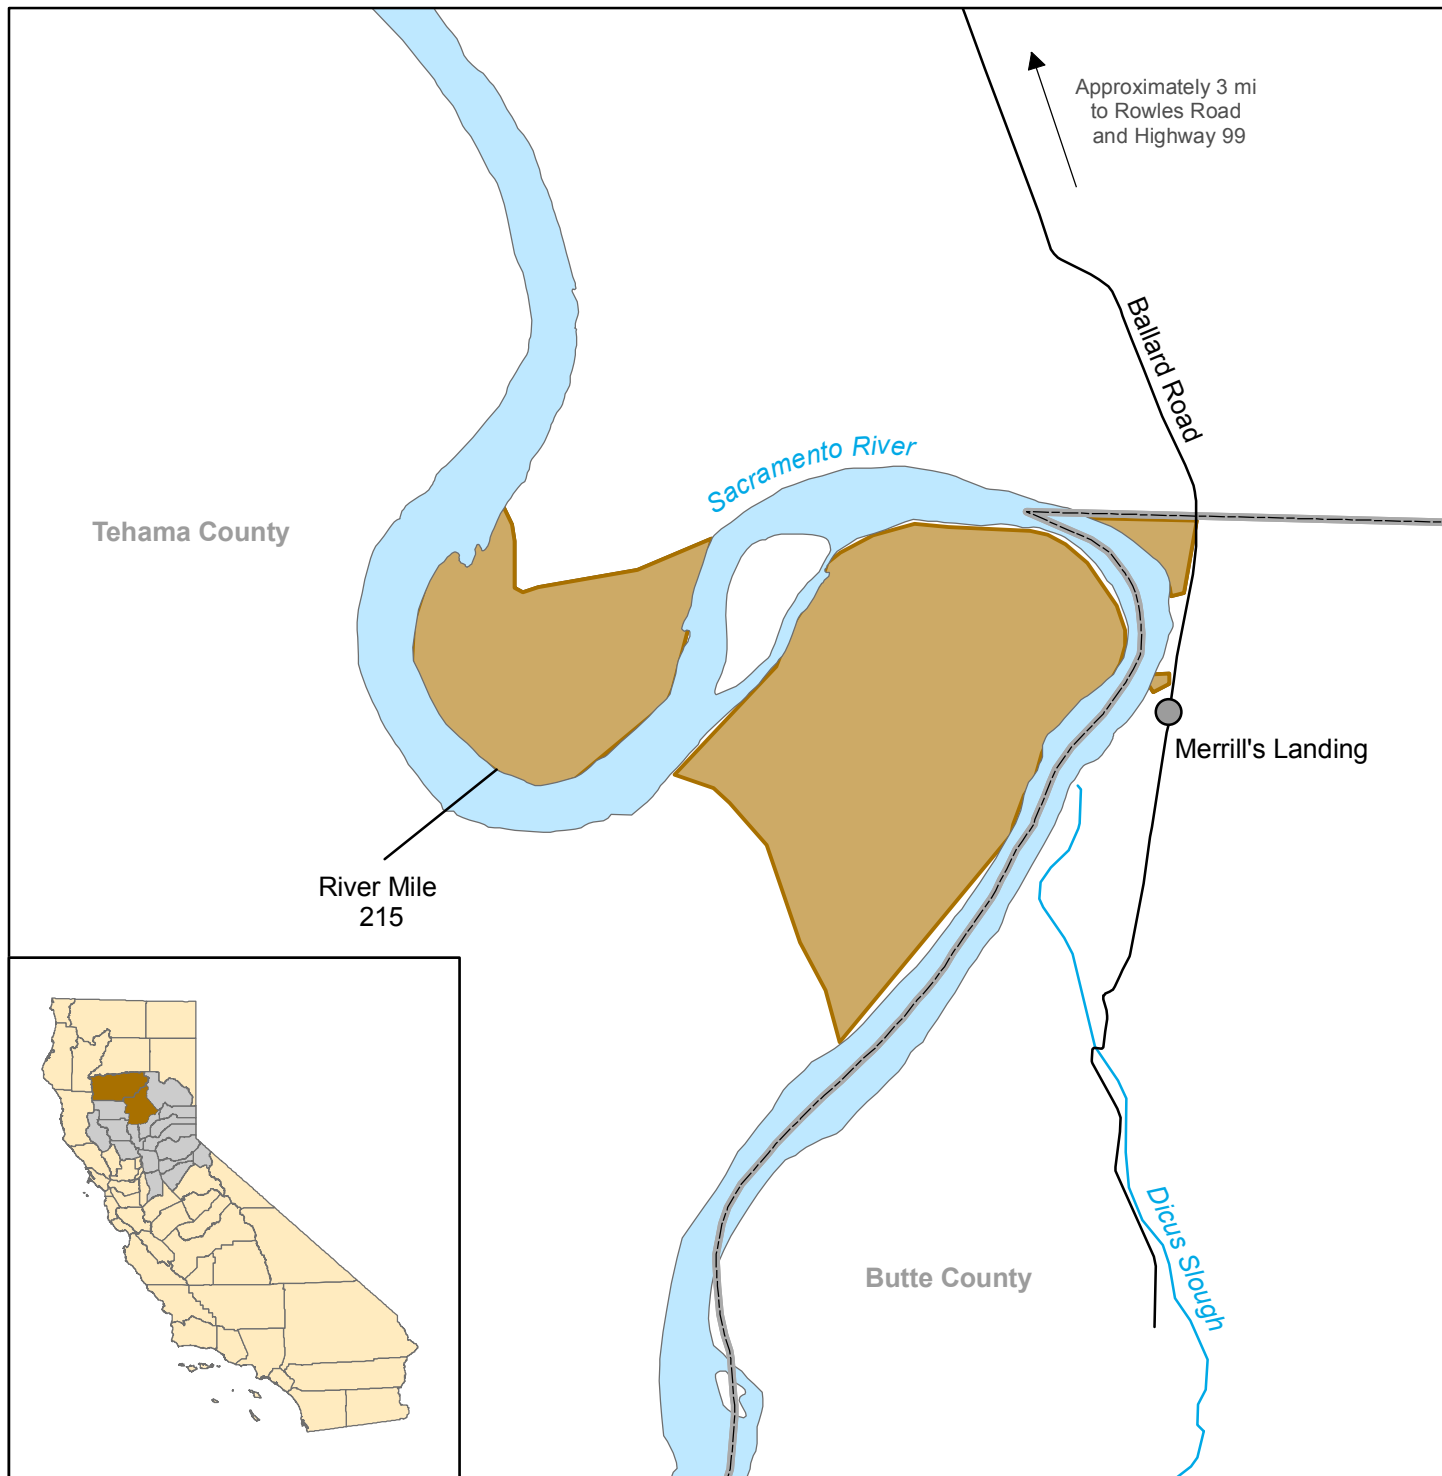 Approximately 3 mi
to Rowles Road
and Highway 99
Ballard Road
Sacramento River
Tehama County
Merrill's Landing
River Mile
215
Dicus Slough
Butte County